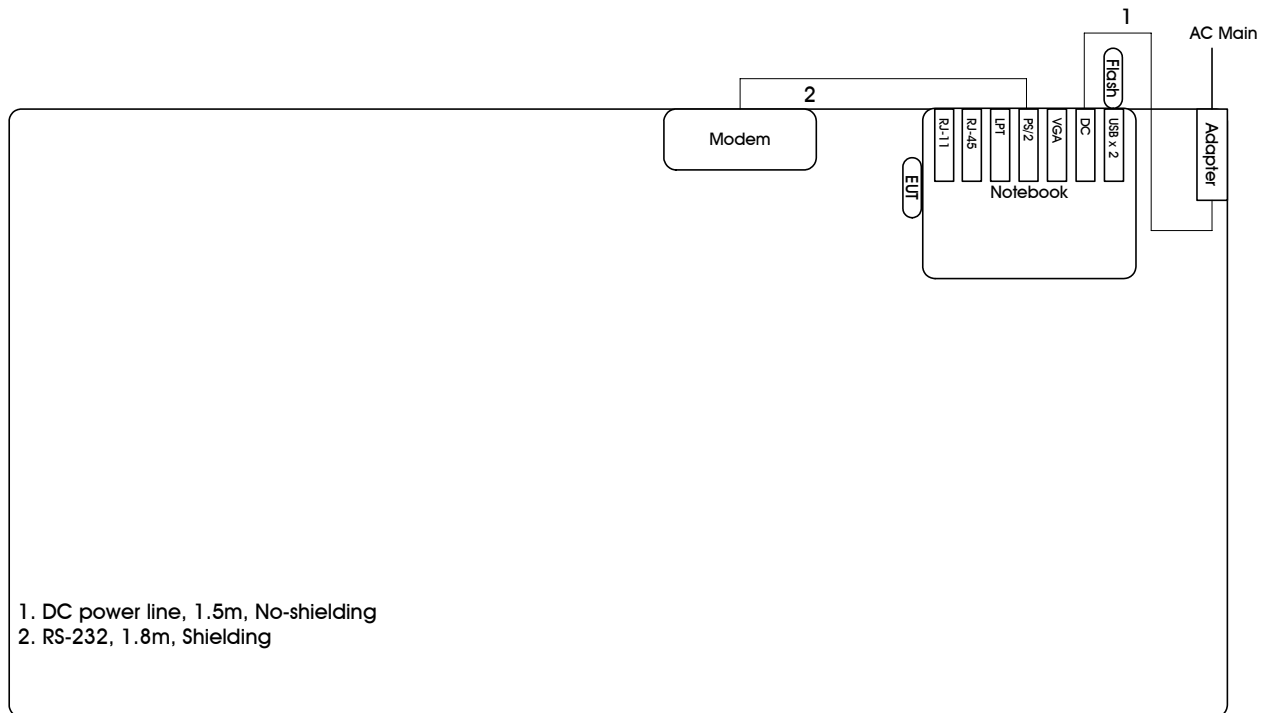 1
AC Main
Flash
2
Modem
RJ-11
RJ-45
LPT
PS/2
VGA
DC
USB x 2
Adapter
EUT
Notebook
1. DC power line, 1.5m, No-shielding
2. RS-232, 1.8m, Shielding